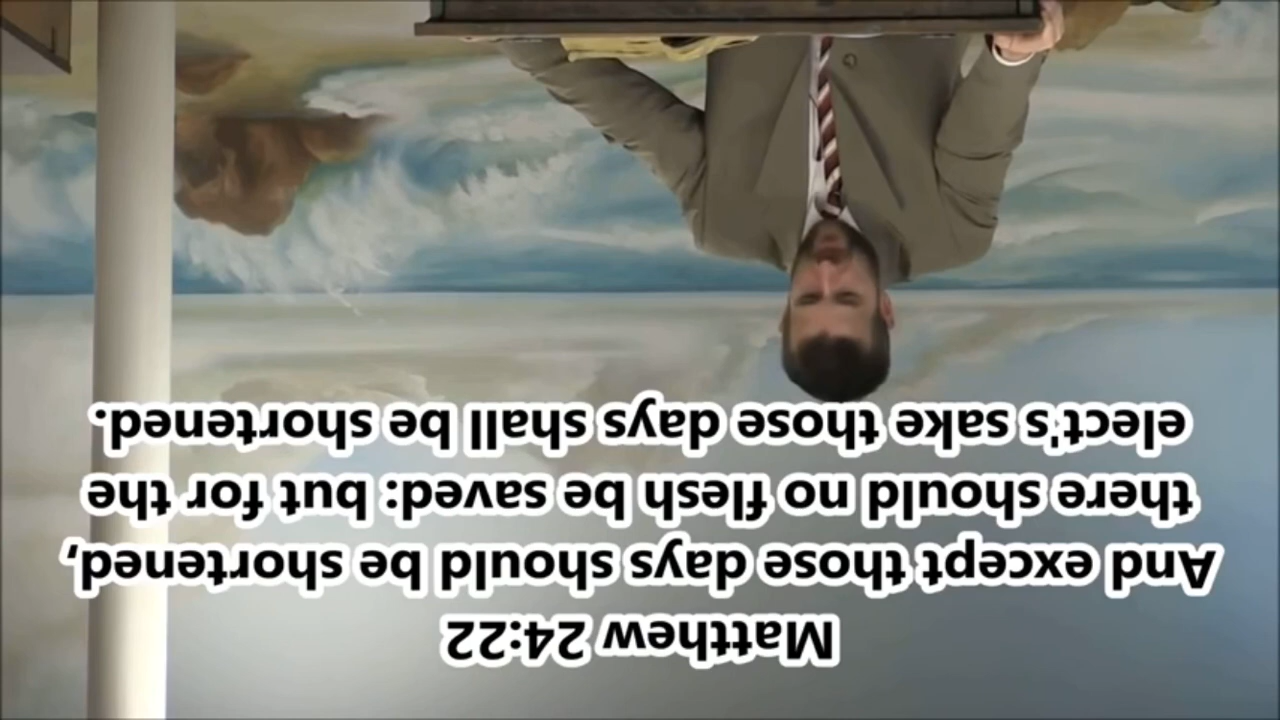 Matthew 24:22
And except those days should be shortened,
there should no flesh be saved: but for the
elect's sake those days shall be shortened.